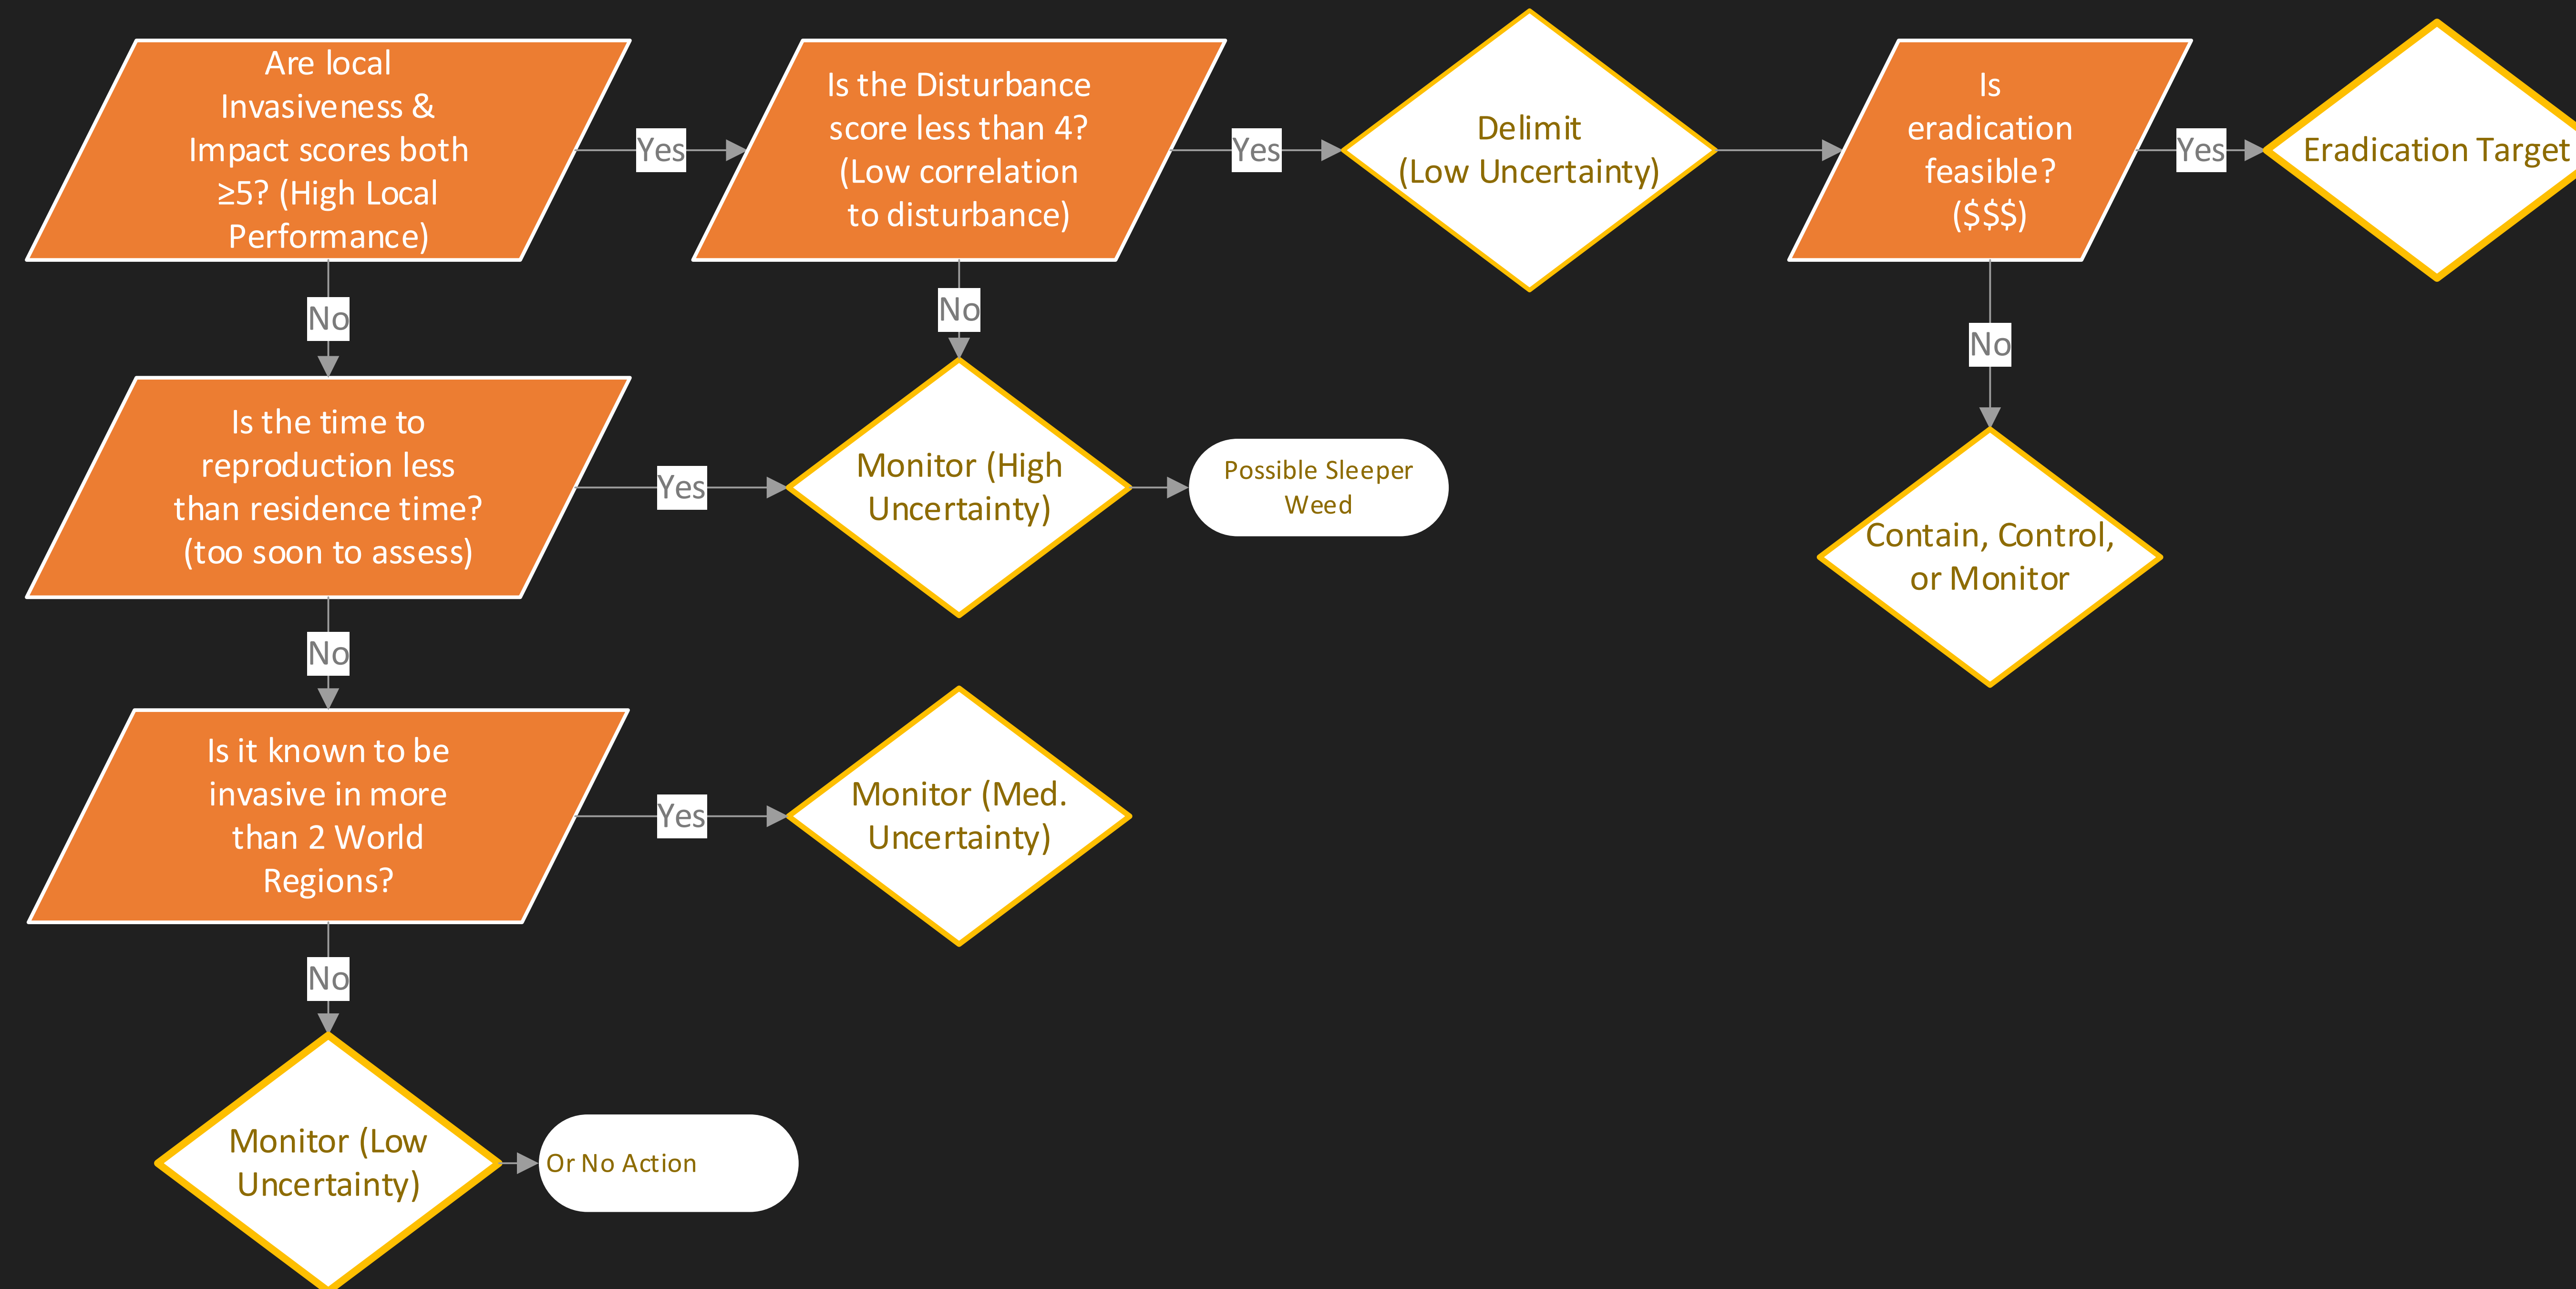 Are local
Invasiveness &
Impact scores both
≥5? (High Local
Performance)
Yes
Is the Disturbance
score less than 4?
(Low correlation
to disturbance)
Yes
Delimit
(Low Uncertainty)
Is
eradication
feasible?
($$$)
Yes
Eradication Target
No
No
No
Is the time to
reproduction less
than residence time?
(too soon to assess)
Yes
Monitor (High
Uncertainty)
Possible Sleeper
Weed
Contain, Control,
or Monitor
No
Is it known to be
invasive in more
than 2 World
Regions?
Yes
Monitor (Med.
Uncertainty)
No
Monitor (Low
Uncertainty)
Or No Action